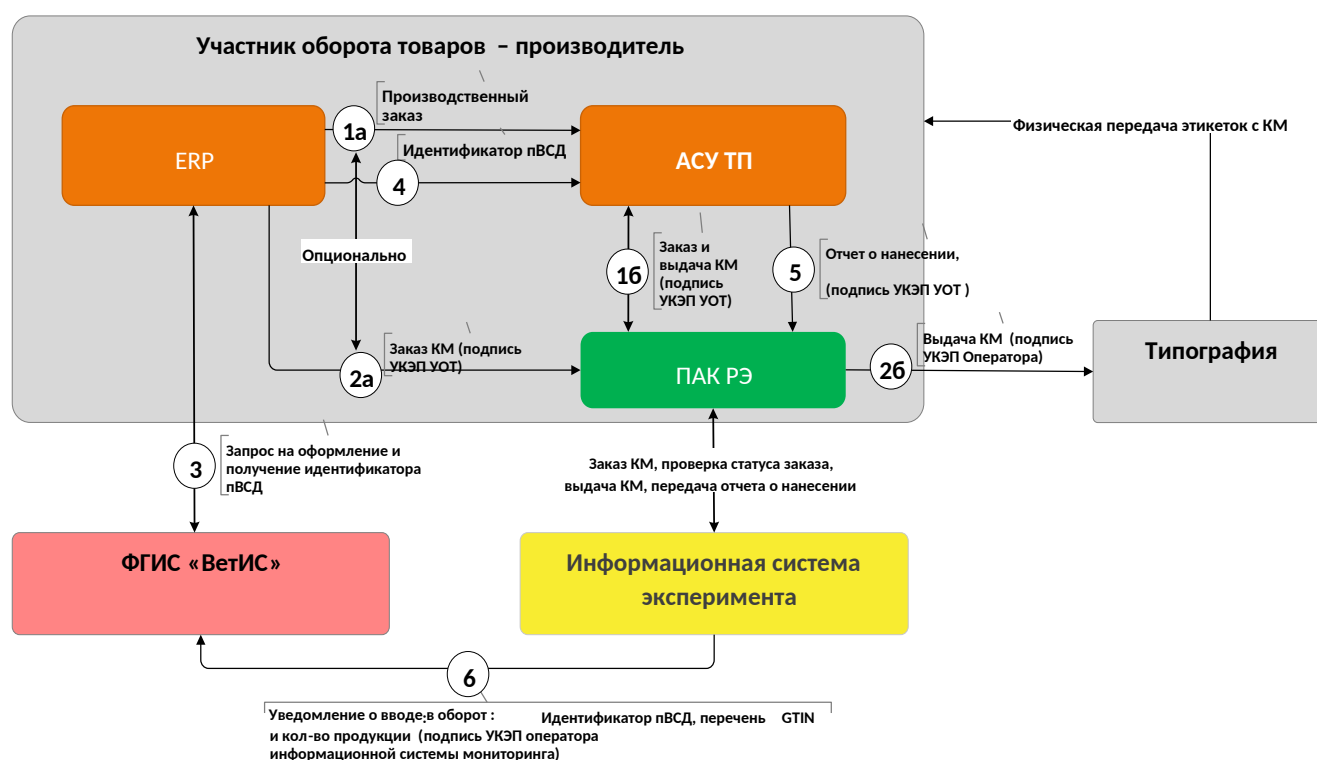 Участник оборота товаров – производитель
Производственный
заказ
1а
ERP
АСУ ТП
Физическая передача этикеток с КМ
Идентификатор пВСД
4
Опционально
Заказ и
выдача КМ
(подпись
УКЭП УОТ)
1б
5
Отчет о нанесении,
(подпись УКЭП УОТ )
Заказ КМ (подпись
УКЭП УОТ)
2а
ПАК РЭ
2б
Выдача КМ (подпись
УКЭП Оператора)
Типография
3
Запрос на оформление и
получение идентификатора
пВСД
Заказ КМ, проверка статуса заказа,
выдача КМ, передача отчета о нанесении
ФГИС «ВетИС»
Информационная система
эксперимента
6
Уведомление о вводе в оборот : Идентификатор пВСД, перечень GTIN
и кол-во продукции (подпись УКЭП оператора
информационной системы мониторинга)